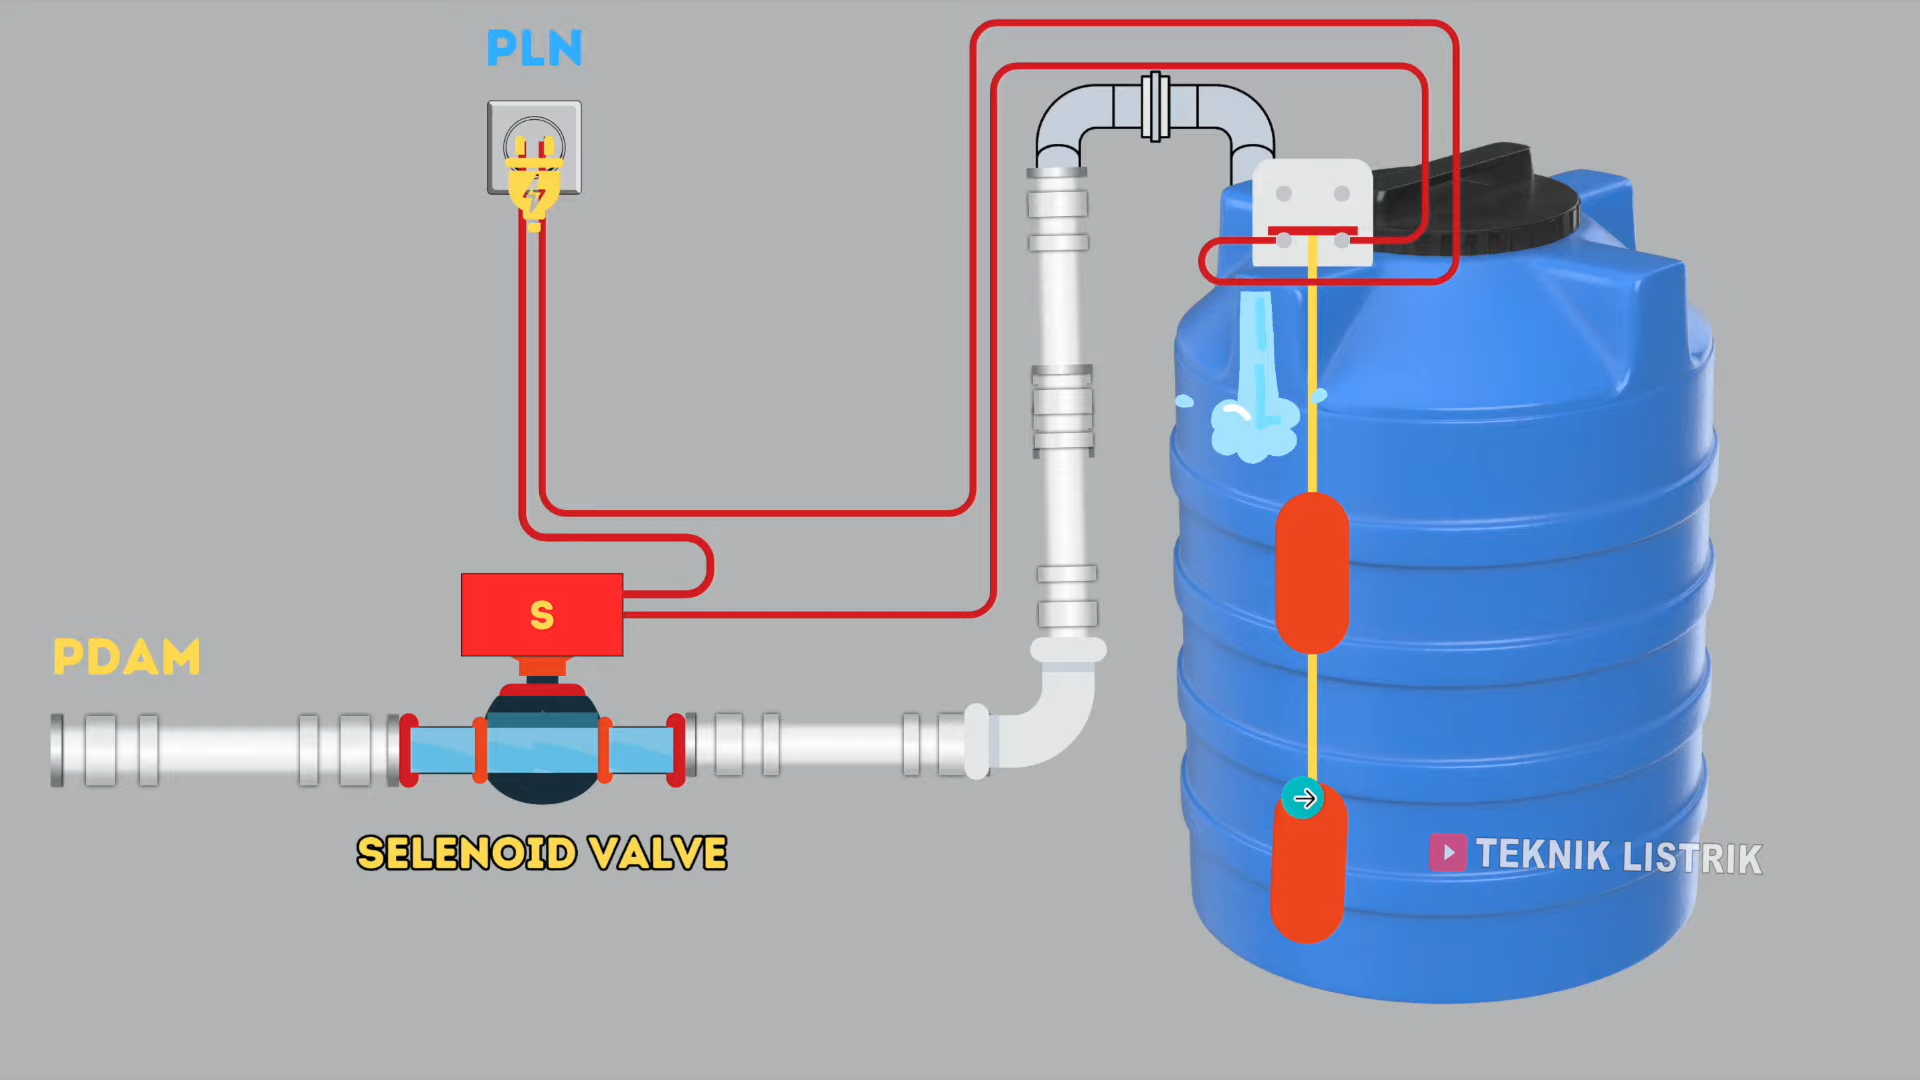 PLN
S
PDAM
SELENOID VALVE
TEKNIK LISTRIK